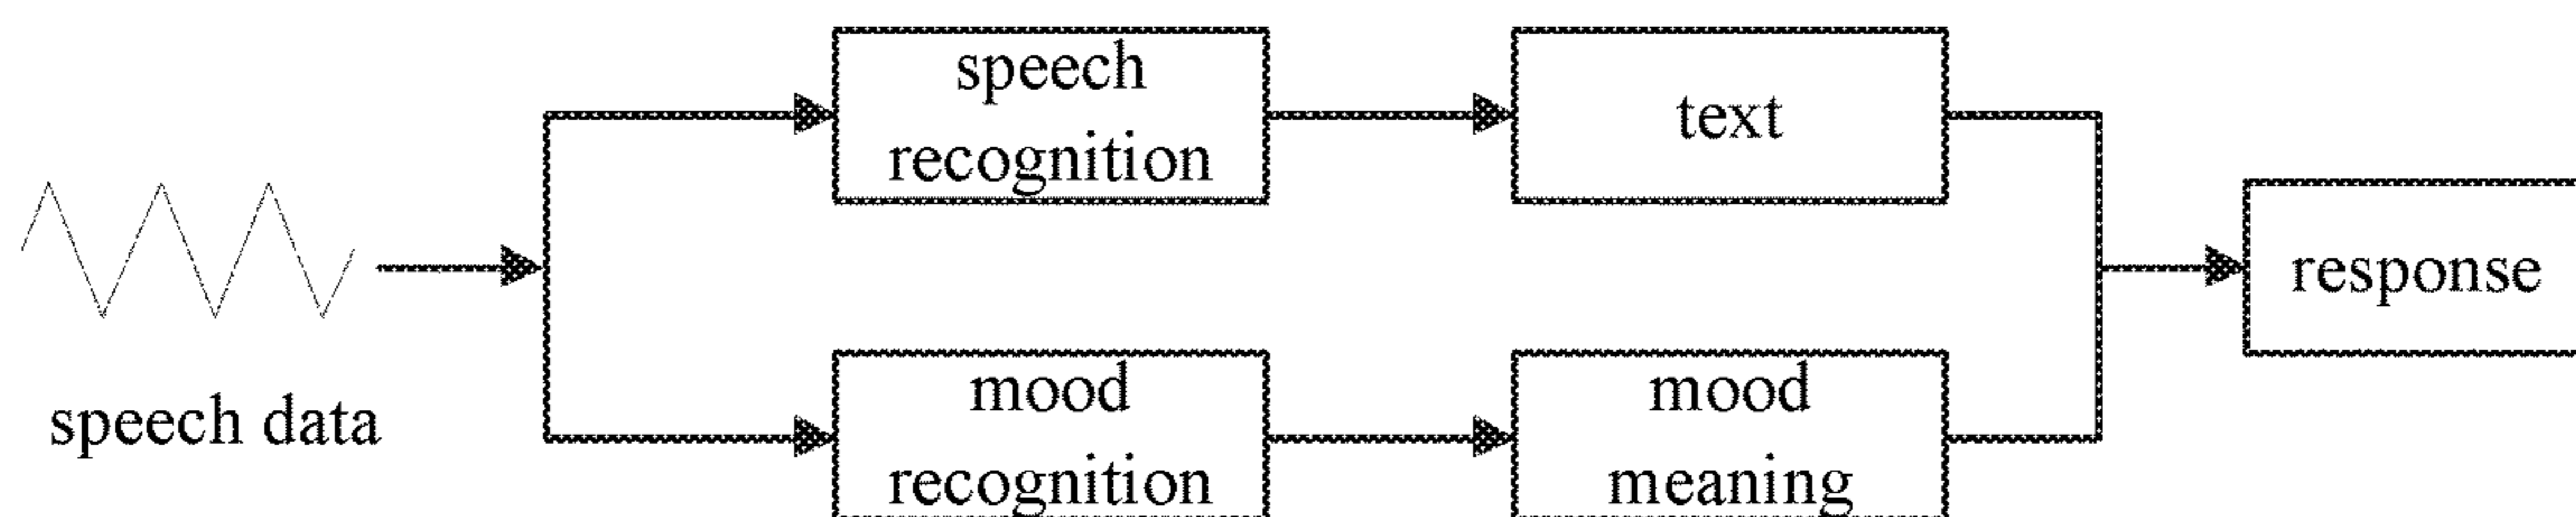 speech
recognition
text
speech data
response
mood
recognition
mood
meaning